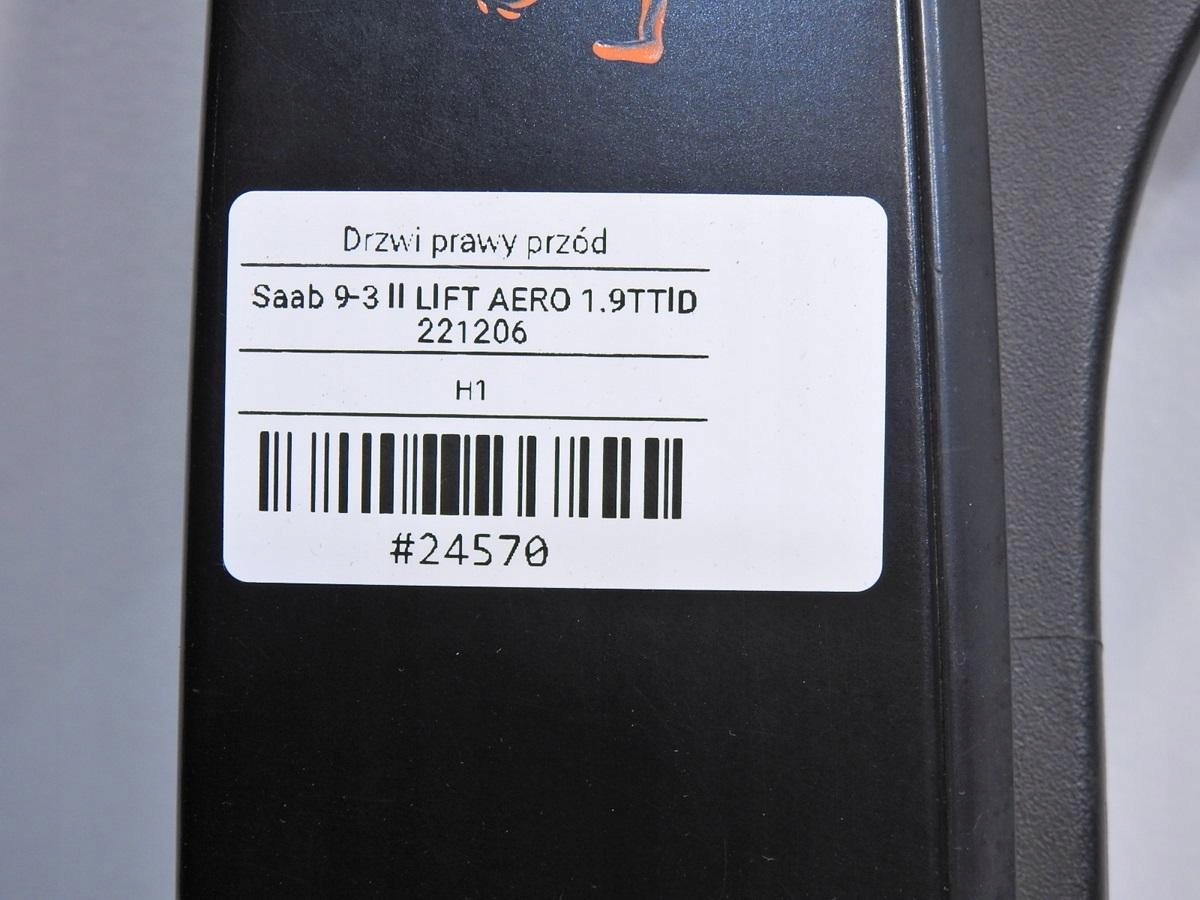 Drzwi prawy przód
Saab 9-3 II LIFT AERO 1.9TTID
221206
H1
#24570